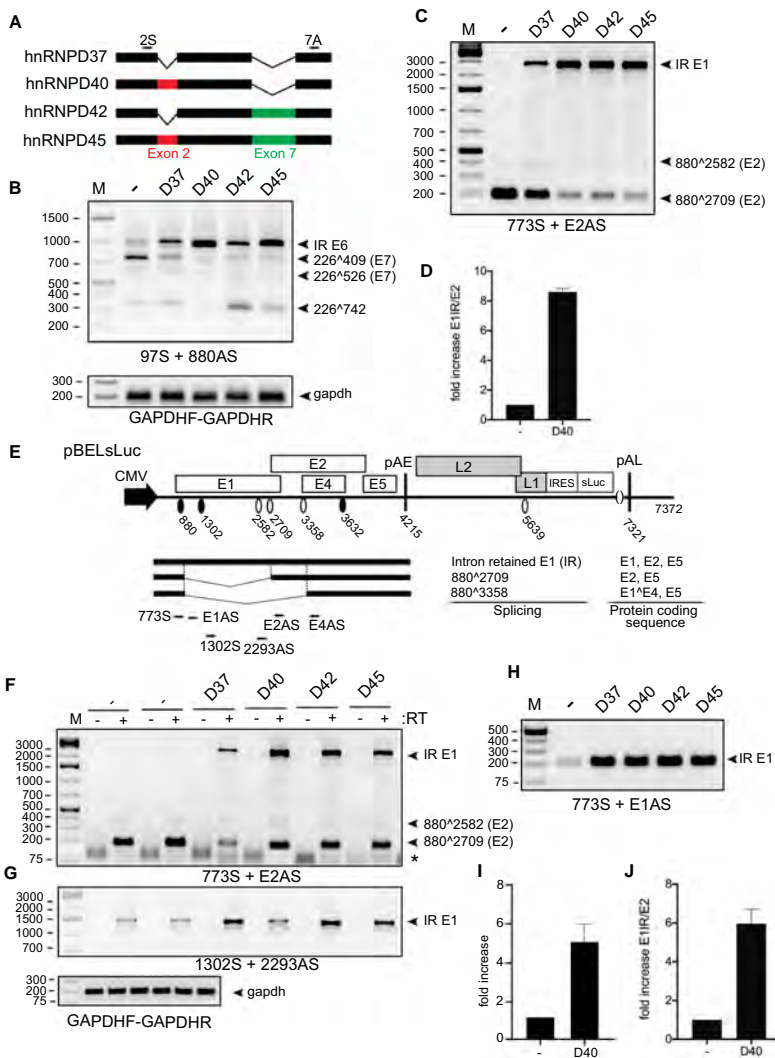 A
2S
7A
hnRNPD37
hnRNPD40
hnRNPD42
hnRNPD45
Exon 2
Exon 7
B
M
-
D37
D40
D42
D45
1500
1000
700
500
400
300
200
IR E6
226^409 (E7)
226^526 (E7)
226^742
97S + 880AS
300
200
gapdh
GAPDHF-GAPDHR
C
M
-
D37
D40
D42
D45
3000
2000
1500
1000
700
500
400
300
200
IR E1
880^2582 (E2)
880^2709 (E2)
773S + E2AS
D
fold increase E1IR/E2
10
8
6
4
2
0
-
D40
E
pBELsLuc
CMV
E1
E2
E4
E5
pAE
L2
L1
IRES
sLuc
pAL
()
880
1302
2582
2709
3358
3632
4215
5639
7321
7372
Intron retained E1 (IR)
E1, E2, E5
880^2709
E2, E5
880^3358
E1^E4, E5
Splicing
Protein coding
sequence
773S
E1AS
E2AS
E4AS
1302S
2293AS
F
- - D37 D40 D42 D45
M - + - + - + - + - + - + :RT
3000
2000
1500
1000
700
500
400
300
200
75
IR E1
880^2582 (E2)
880^2709 (E2)
*
773S + E2AS
G
3000
2000
1500
1000
700
IR E1
1302S + 2293AS
300
200
75
gapdh
GAPDHF-GAPDHR
H
M
-
D37
D40
D42
D45
500
400
300
200
75
IR E1
773S + E1AS
I
fold increase
8
6
4
2
0
-
D40
J
fold increase E1IR/E2
8
6
4
2
0
-
D40